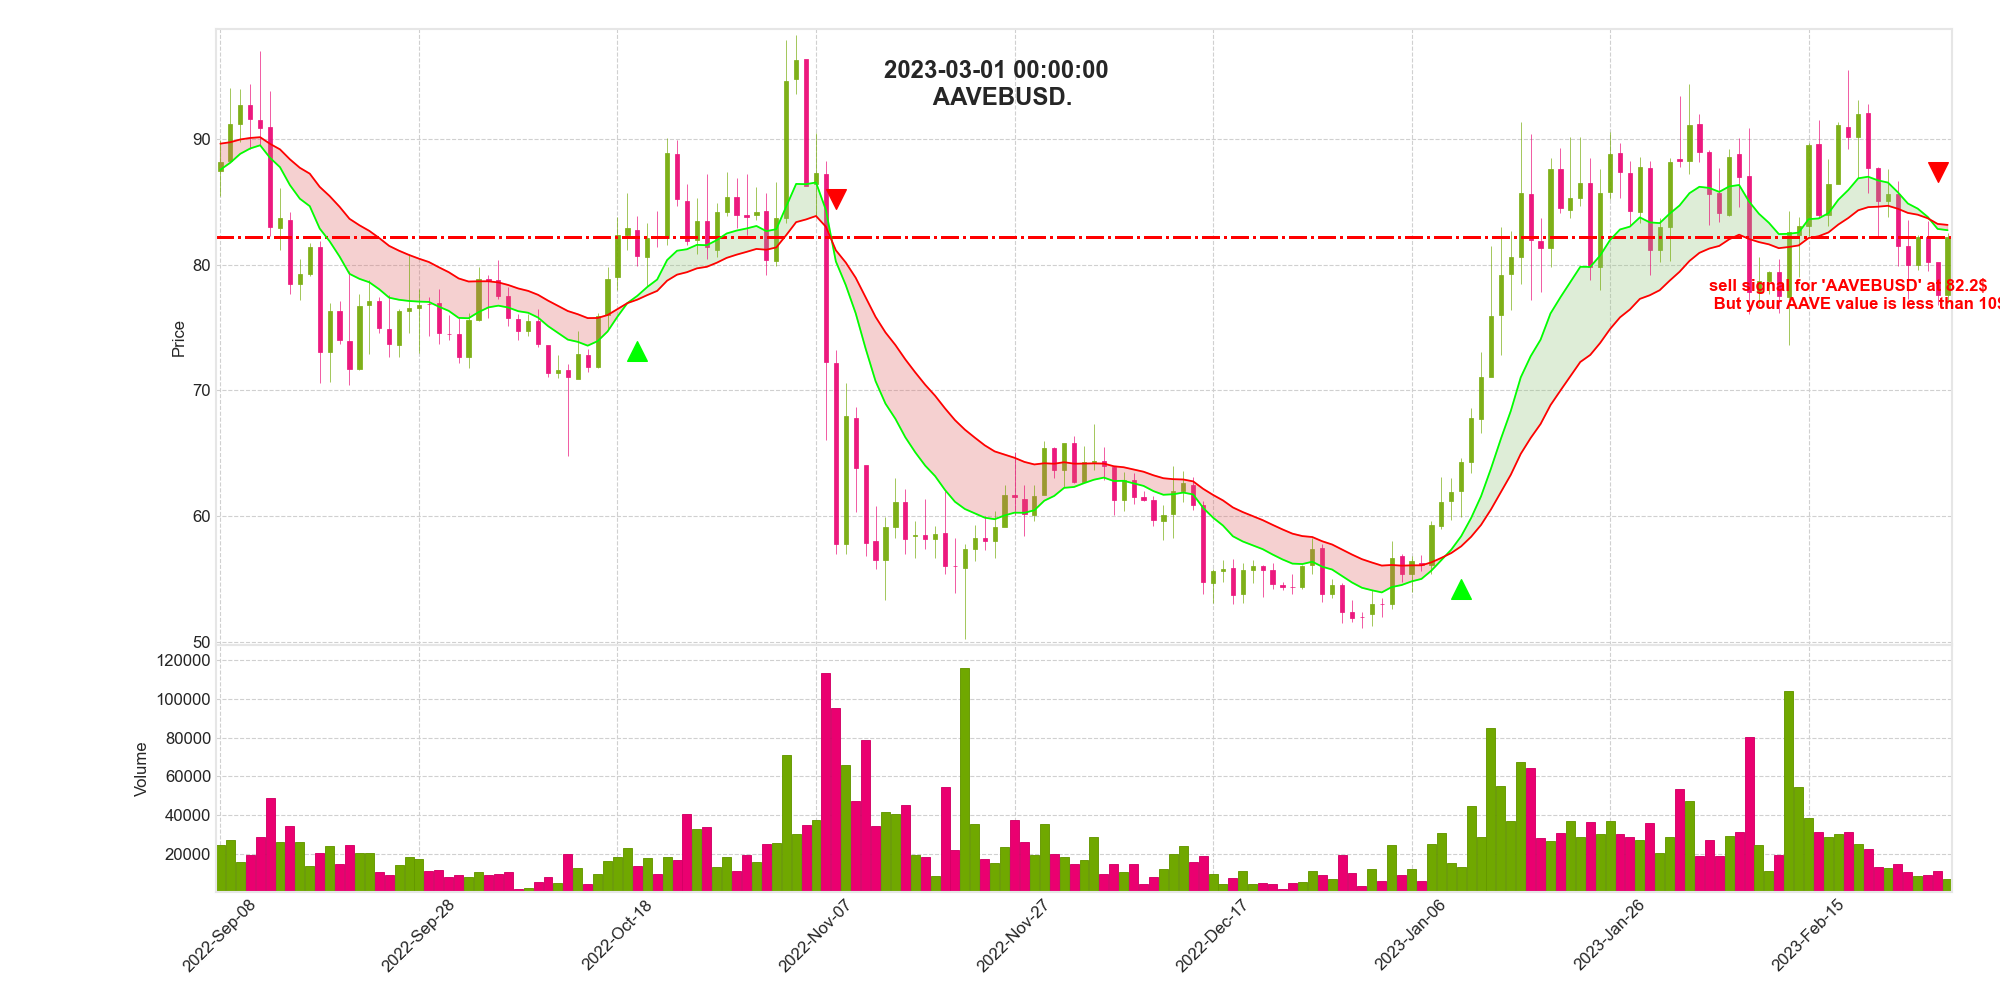 2023-03-01 00:00:00
AAVEBUSD.
90
80
70
60
50
Price
sell signal for 'AAVEBUSD' at 82.2$
But your AAVE value is less than 10$
120000
100000
80000
60000
40000
20000
Volume
2022-Sep-08
2022-Sep-28
2022-Oct-18
2022-Nov-07
2022-Nov-27
2022-Dec-17
2023-Jan-06
2023-Jan-26
2023-Feb-15